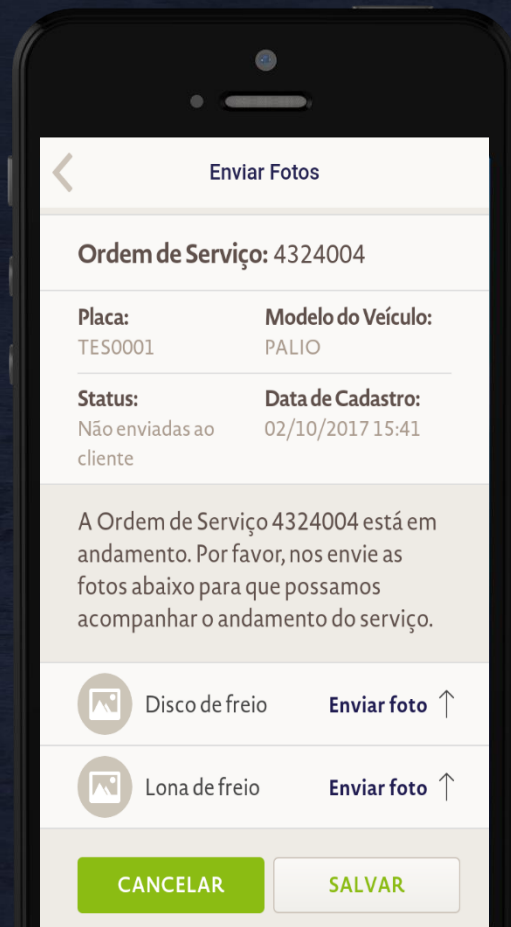 Enviar Fotos
Ordem de Serviço: 4324004
Placa: Modelo do Veículo:
TES0001 PALIO
Status: Data de Cadastro:
Não enviadas ao 02/10/2017 15:41
cliente
A Ordem de Serviço 4324004 está em
andamento. Por favor, nos envie as
fotos abaixo para que possamos
acompanhar o andamento do serviço.
Disco de freio Enviar foto
Lona de freio Enviar foto
CANCELAR SALVAR